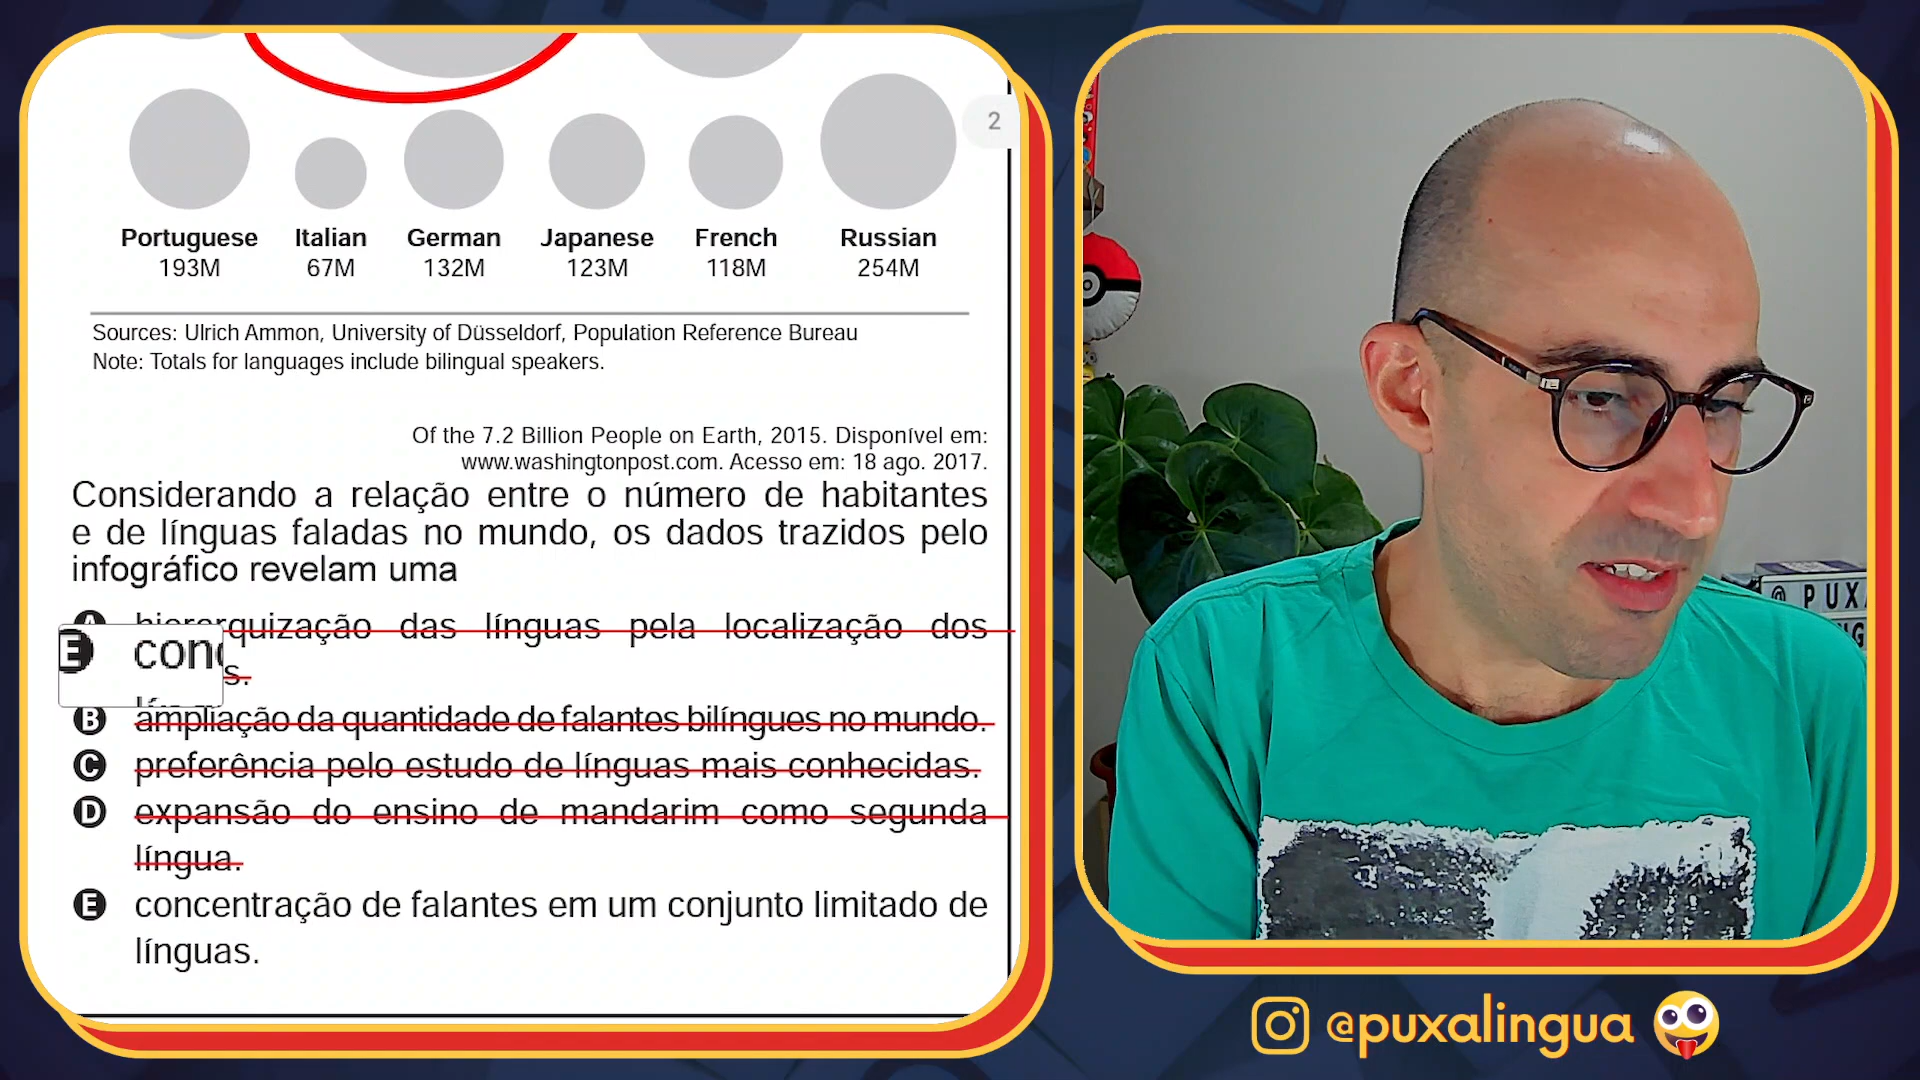 2
Portuguese Italian German Japanese French Russian
193M 67M 132M 123M 118M 254M
Sources: Ulrich Ammon, University of Düsseldorf, Population Reference Bureau
Note: Totals for languages include bilingual speakers.
Of the 7.2 Billion People on Earth, 2015. Disponível em:
www.washingtonpost.com. Acesso em: 18 ago. 2017.
Considerando a relação entre o número de habitantes
e de línguas faladas no mundo, os dados trazidos pelo
infográfico revelam uma
A hierarquização das línguas pela localização dos
E conc
s.
B ampliação da quantidade de falantes bilíngues no mundo.
C preferência pelo estudo de línguas mais conhecidas.
D expansão do ensino de mandarim como segunda
língua.
E concentração de falantes em um conjunto limitado de
línguas.
@ PUX
@puxalingua